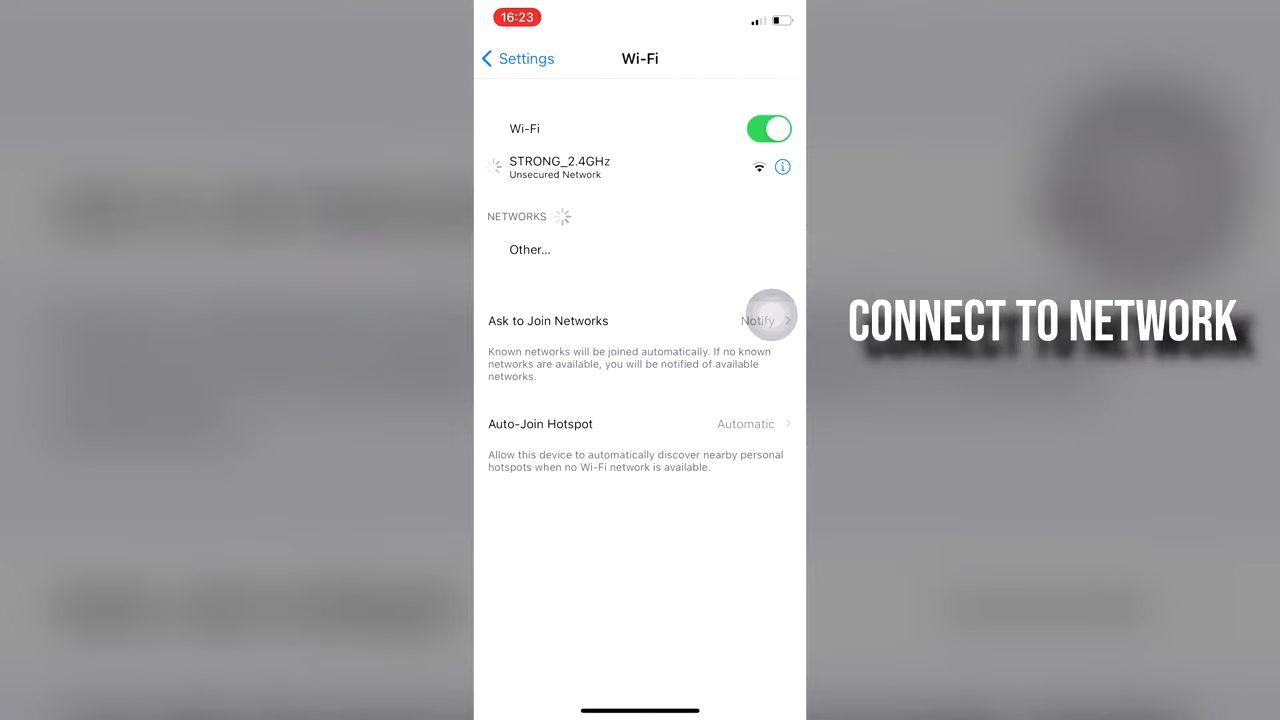 16:23
Settings
Wi-Fi
Wi-Fi
STRONG_2.4GHz
Unsecured Network
NETWORKS
Other...
Ask to Join Networks
Notify
Known networks will be joined automatically. If no known
networks are available, you will be notified of available
networks.
Auto-Join Hotspot
Automatic
Allow this device to automatically discover nearby personal
hotspots when no Wi-Fi network is available.
CONNECT TO NETWORK